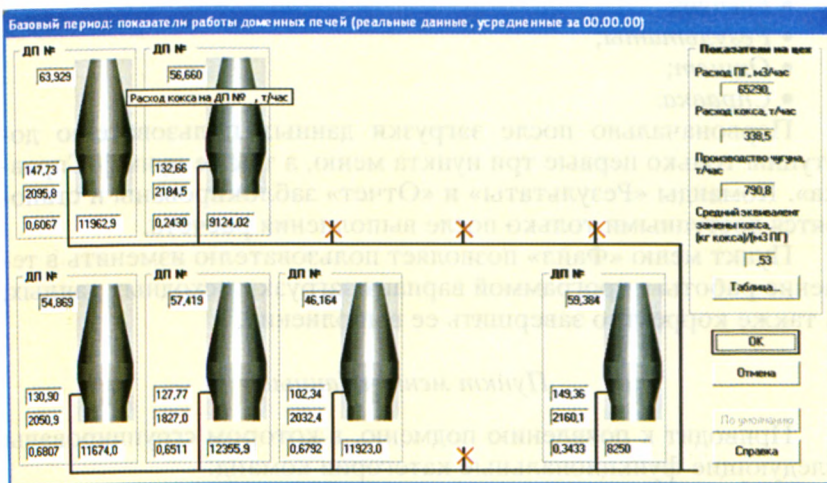 Базовый период: показатели работы доменных печей (реальные данные, усредненные за 00.00.00)
ДП №
63,929
147,73
2095,8
0,6067 11962,9
ДП №
56,660
Расход кокса на ДП № , т/час
132,66
2184,5
0,2430 9124,02
ДП №
54,869
130,90
2050,9
0,6807 11674,0
ДП №
57,419
127,77
1827,0
0,6511 12355,9
ДП №
46,164
102,34
2032,4
0,6792 11923,0
ДП №
59,384
149,36
2160,1
0,3433 8250
Показатели на цех
Расход ПГ, м3/час
65290,
Расход кокса, т/час
338,5
Производство чугуна,
т/час
790,8
Средний эквивалент
замены кокса,
(кг кокса)/(м3 ПГ)
,53
Таблица...
OK
Отмена
По умолчанию
Справка